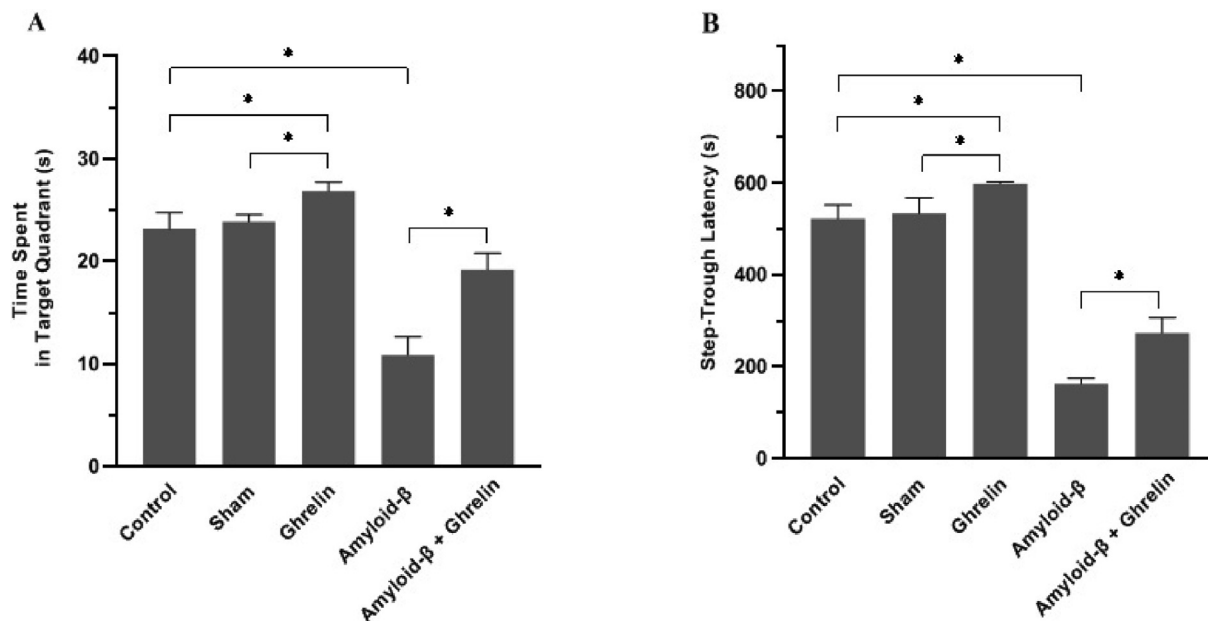 A
40
30
20
10
0
Time Spent
in Target Quadrant (s)
*
*
*
*
Control
Sham
Ghrelin
Amyloid-β
Amyloid-β + Ghrelin
B
800
600
400
200
0
Step-Trough Latency (s)
*
*
*
*
Control
Sham
Ghrelin
Amyloid-β
Amyloid-β + Ghrelin